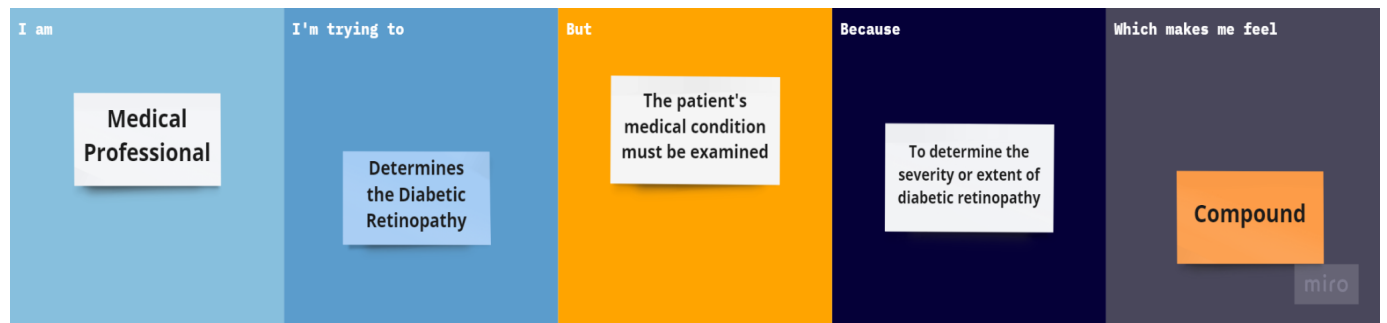 I am
Medical
Professional
I'm trying to
Determines
the Diabetic
Retinopathy
But
The patient's
medical condition
must be examined
Because
To determine the
severity or extent of
diabetic retinopathy
Which makes me feel
Compound
miro